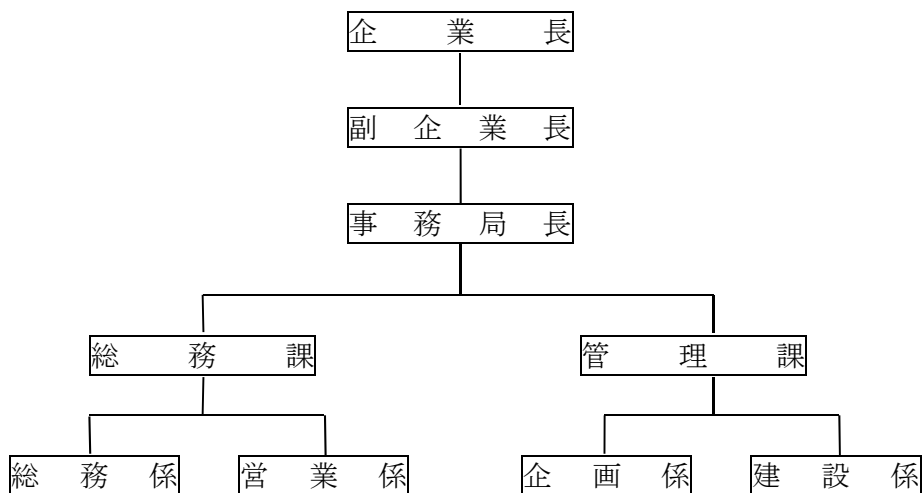 企業長
副企業長
事務局長
総務課 管理課
総務係 営業係 企画係 建設係